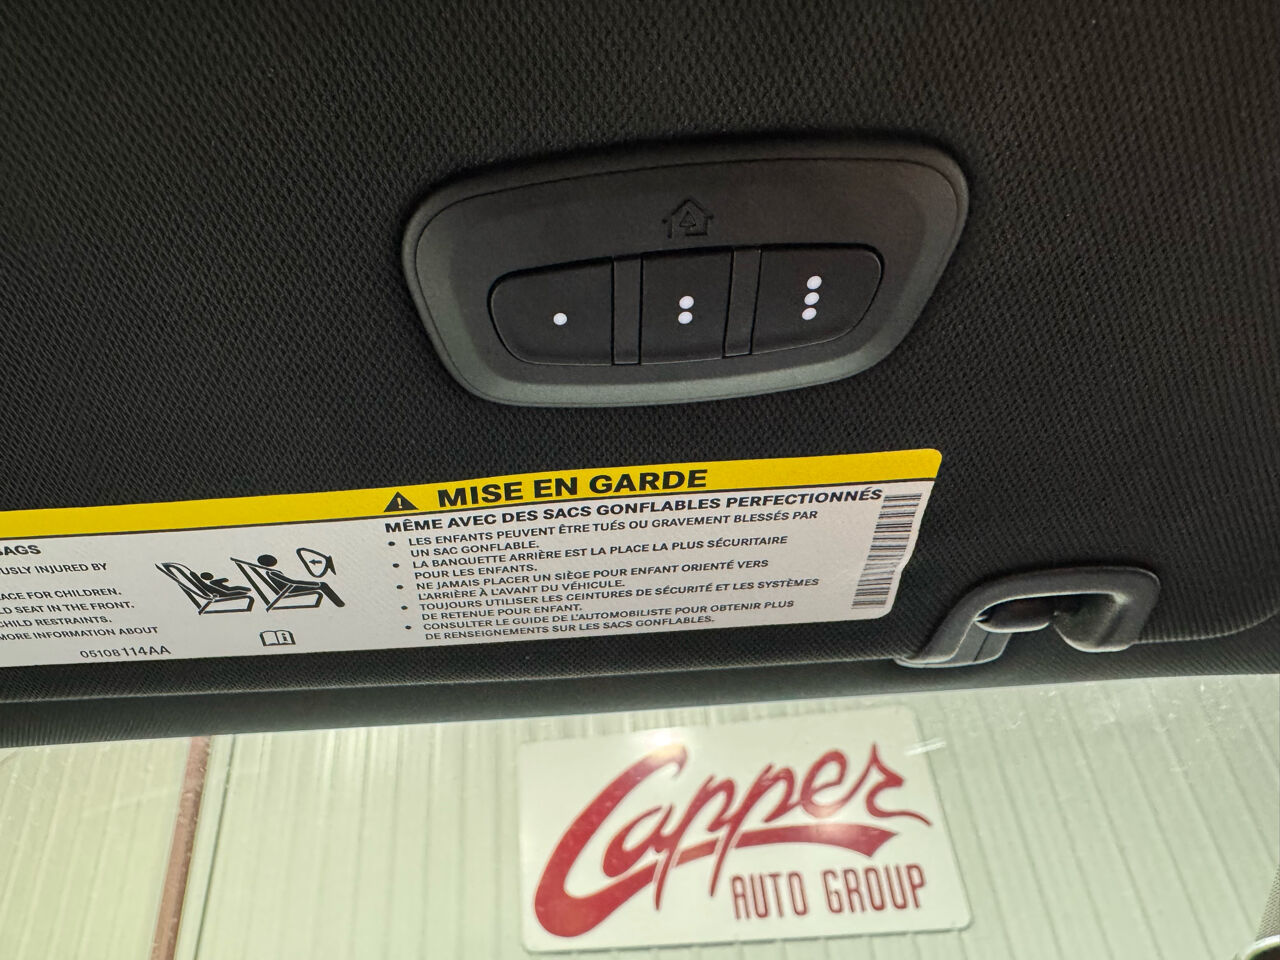 MISE EN GARDE
MÊME AVEC DES SACS GONFLABLES PERFECTIONNÉS
• LES ENFANTS PEUVENT ÊTRE TUÉS OU GRAVEMENT BLESSÉS PAR
UN SAC GONFLABLE.
• LA BANQUETTE ARRIÈRE EST LA PLACE LA PLUS SÉCURITAIRE
POUR LES ENFANTS.
• NE JAMAIS PLACER UN SIÈGE POUR ENFANT ORIENTÉ VERS
L'ARRIÈRE À L'AVANT DU VÉHICULE.
• TOUJOURS UTILISER LES CEINTURES DE SÉCURITÉ ET LES SYSTÈMES
DE RETENUE POUR ENFANT.
• CONSULTER LE GUIDE DE L'AUTOMOBILISTE POUR OBTENIR PLUS
DE RENSEIGNEMENTS SUR LES SACS GONFLABLES.
BAGS
INJURED BY
FOR CHILDREN.
SEAT IN THE FRONT.
CHILD RESTRAINTS.
MORE INFORMATION ABOUT
05108114AA
Capper
AUTO GROUP